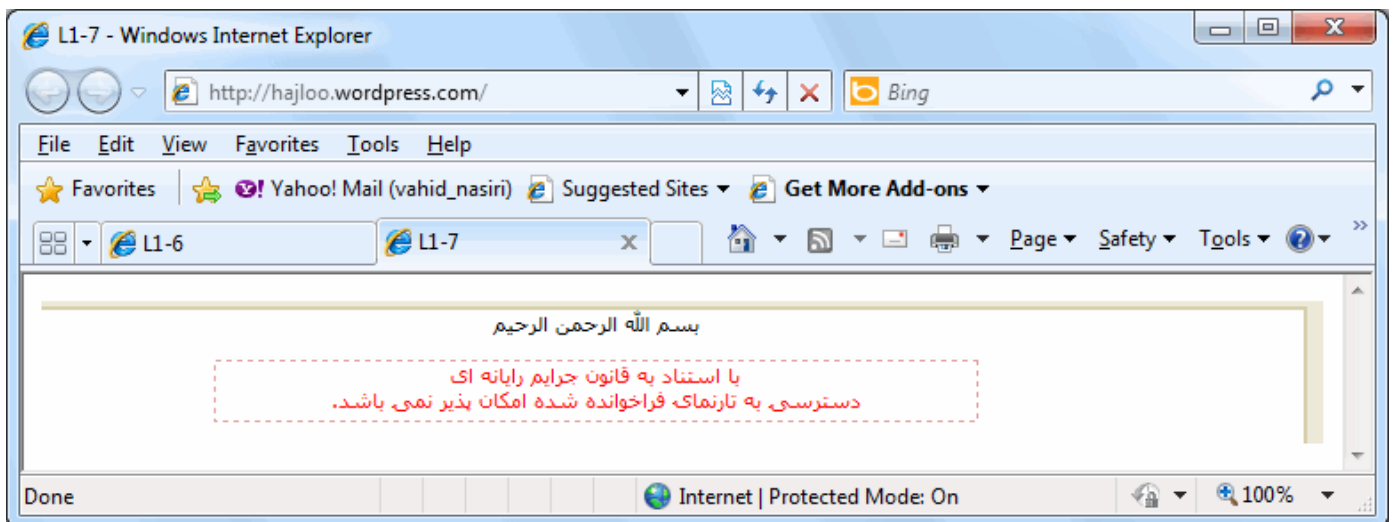 L1-7 - Windows Internet Explorer
http://hajloo.wordpress.com/ Bing
File Edit View Favorites Tools Help
Favorites Yahoo! Mail (vahid_nasiri) Suggested Sites Get More Add-ons
L1-6 L1-7 Page Safety Tools
بسم الله الرحمن الرحيم
با استناد به قانون جرایم رایانه ای
دسترسی به تارنمای فراخوانده شده امکان پذیر نمی باشد.
Done Internet | Protected Mode: On 100%